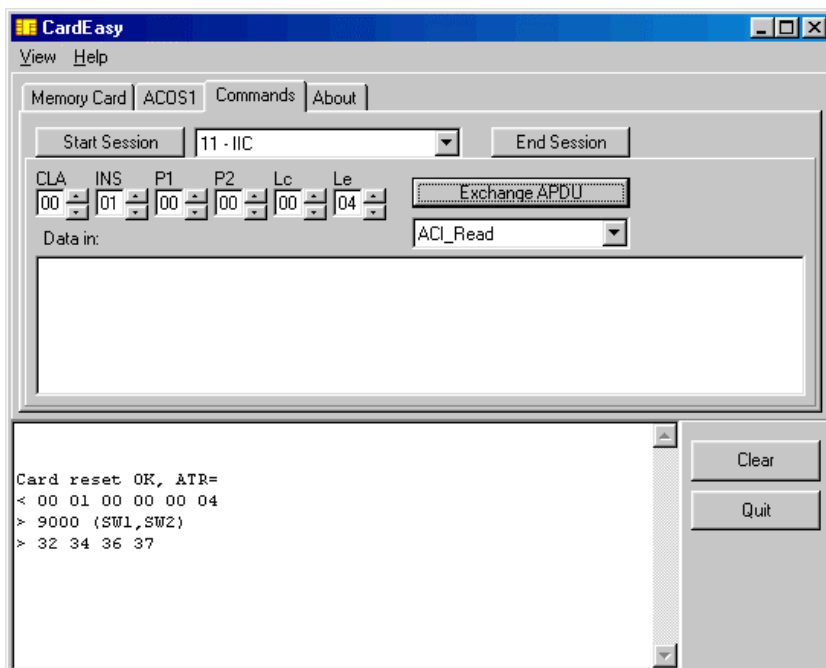 CardEasy
View Help
Memory Card ACOS1 Commands About
Start Session 11 - IIC End Session
CLA INS P1 P2 Lc Le
00 01 00 00 00 04 Exchange APDU
Data in: ACI_Read
Card reset OK, ATR=
< 00 01 00 00 00 04
> 9000 (SW1,SW2)
> 32 34 36 37
Clear
Quit